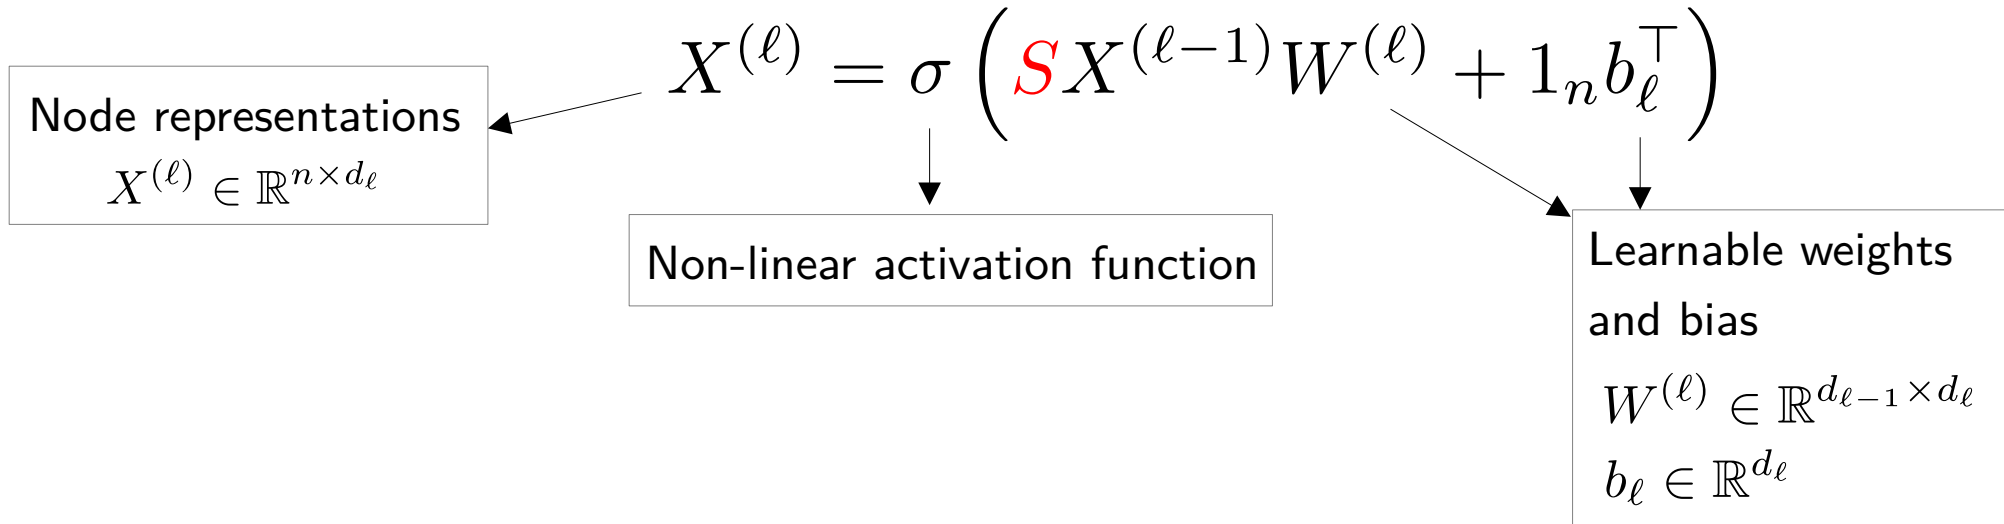 X^{(ℓ)} = σ ( S X^{(ℓ−1)} W^{(ℓ)} + 1_n b_ℓ^⊤ )
Node representations
X^{(ℓ)} ∈ ℝ^{n×d_ℓ}
Non-linear activation function
Learnable weights
and bias
W^{(ℓ)} ∈ ℝ^{d_{ℓ−1}×d_ℓ}
b_ℓ ∈ ℝ^{d_ℓ}